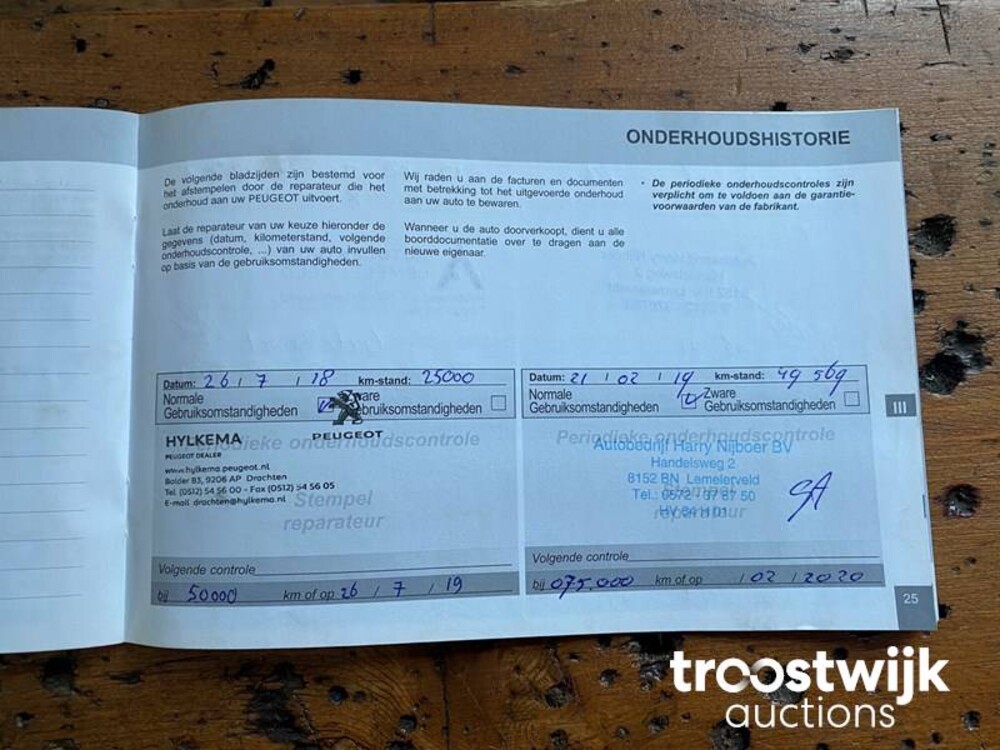 ONDERHOUDSHISTORIE
De volgende bladzijden zijn bestemd voor
het afstempelen door de reparateur die het
onderhoud aan uw PEUGEOT uitvoert.
Laat de reparateur van uw keuze hieronder de
gegevens (datum, kilometerstand, volgende
onderhoudscontrole, ...) van uw auto invullen
op basis van de gebruiksomstandigheden.
Wij raden u aan de facturen en documenten
met betrekking tot het uitgevoerde onderhoud
aan uw auto te bewaren.
Wanneer u de auto doorverkoopt, dient u alle
boorddocumentatie over te dragen aan de
nieuwe eigenaar.
• De periodieke onderhoudscontroles zijn
verplicht om te voldoen aan de garantie-
voorwaarden van de fabrikant.
Datum: 26 / 7 / 18 km-stand: 25000
Normale
Gebruiksomstandigheden
Zware
Gebruiksomstandigheden
PEUGEOT
Periodieke onderhoudscontrole
HYLKEMA
PEUGEOT DEALER
www.hylkema.peugeot.nl
Bolder 83, 9206 AP Drachten
Tel. (0512) 54 56 00 - Fax (0512) 54 56 05
E-mail drachten@hylkema.nl
Stempel
reparateur
Volgende controle
bij 50000 km of op 26 / 7 / 19
Datum: 21 / 02 / 19 km-stand: 49 569
Normale
Gebruiksomstandigheden
Zware
Gebruiksomstandigheden
Periodieke onderhoudscontrole
Autobedrijf Harry Nijboer BV
Handelsweg 2
8152 BN Lemelerveld
Tel.: 0572 - 37 8 50
Stempel
reparateur
Volgende controle
bij 075.000 km of op / 02 / 2020
III
25
troostwijk
auctions